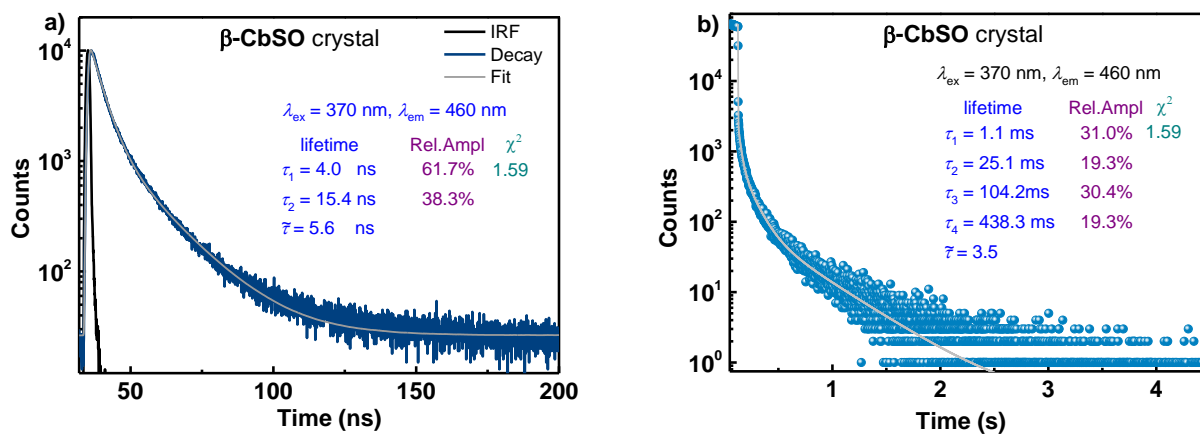 a)
β-CbSO crystal
IRF
Decay
Fit
λex = 370 nm, λem = 460 nm
lifetime Rel.Ampl χ²
τ1 = 4.0 ns 61.7% 1.59
τ2 = 15.4 ns 38.3%
τ̃ = 5.6 ns
Counts
10⁴
10³
10²
50 100 150 200
Time (ns)
b)
β-CbSO crystal
λex = 370 nm, λem = 460 nm
lifetime Rel.Ampl χ²
τ1 = 1.1 ms 31.0% 1.59
τ2 = 25.1 ms 19.3%
τ3 = 104.2ms 30.4%
τ4 = 438.3 ms 19.3%
τ̃ = 3.5
Counts
10⁴
10³
10²
10¹
10⁰
1 2 3 4
Time (s)